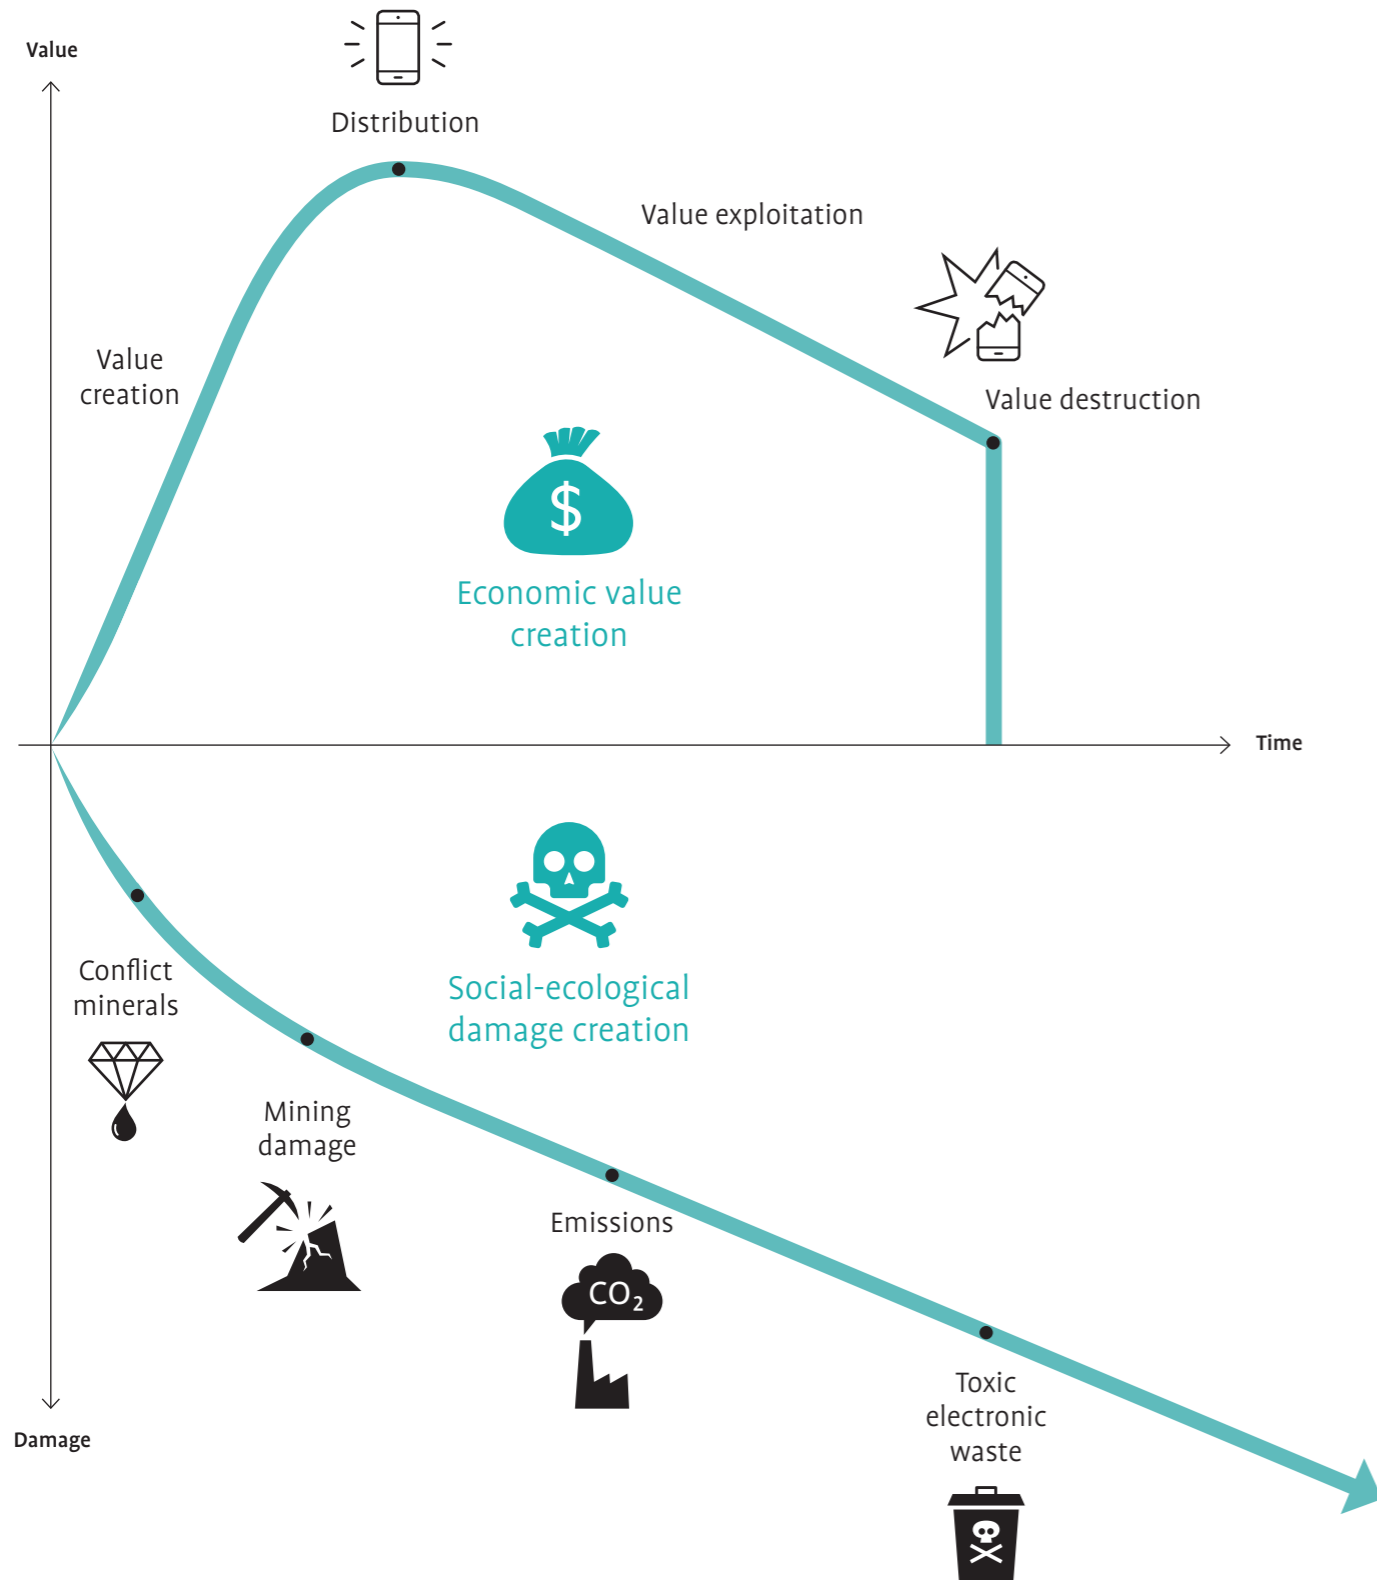 Value
Distribution
Value exploitation
Value
creation
Value destruction
$
Economic value
creation
Time
Social-ecological
damage creation
Conflict
minerals
Mining
damage
Emissions
CO₂
Toxic
electronic
waste
Damage